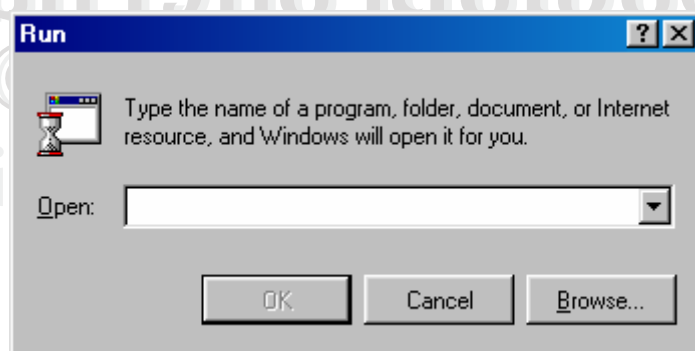 Run
Type the name of a program, folder, document, or Internet
resource, and Windows will open it for you.
Open:
OK
Cancel
Browse...